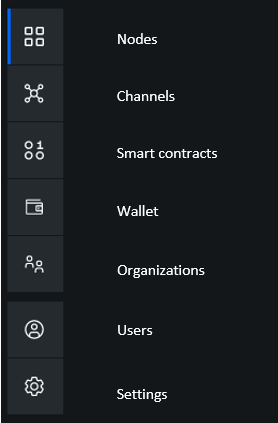 Nodes
Channels
Smart contracts
Wallet
Organizations
Users
Settings